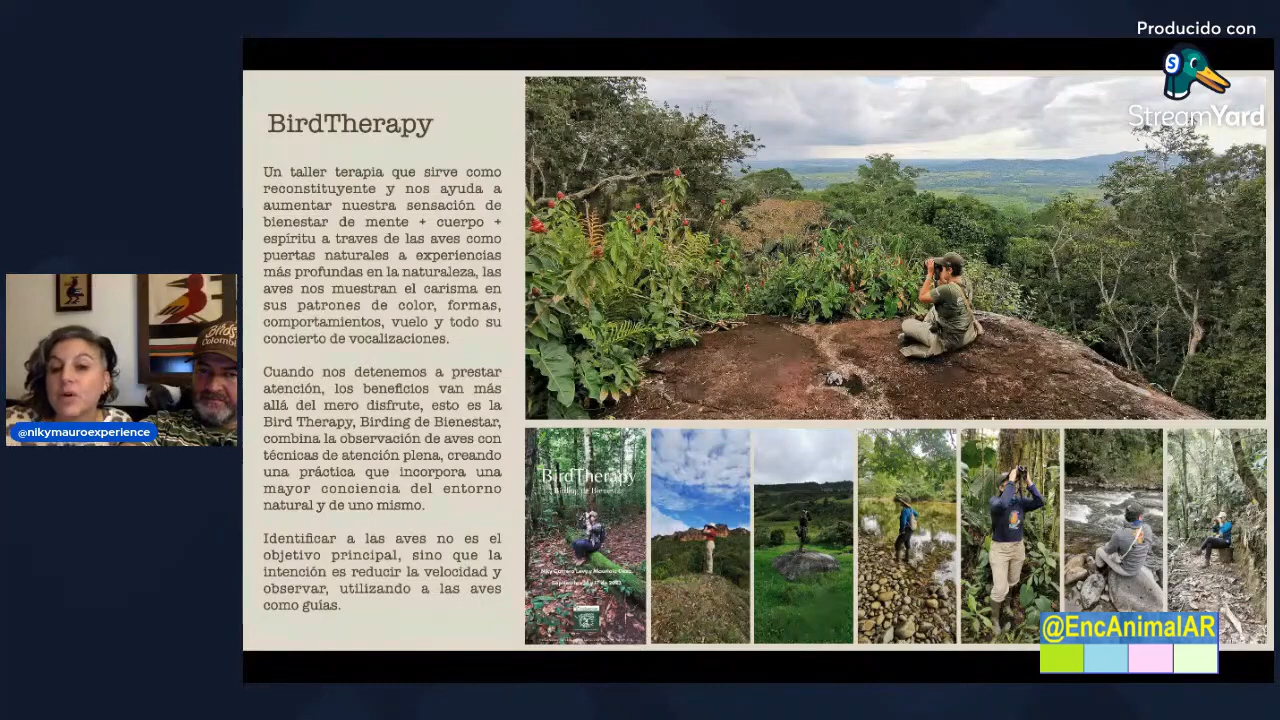 Producido con
StreamYard
BirdTherapy
Un taller terapia que sirve como
reconstituyente y nos ayuda a
aumentar nuestra sensación de
bienestar de mente + cuerpo +
espíritu a traves de las aves como
puertas naturales a experiencias
más profundas en la naturaleza, las
aves nos muestran el carisma en
sus patrones de color, formas,
comportamientos, vuelo y todo su
concierto de vocalizaciones.
Cuando nos detenemos a prestar
atención, los beneficios van más
allá del mero disfrute, esto es la
Bird Therapy, Birding de Bienestar,
combina la observación de aves con
técnicas de atención plena, creando
una práctica que incorpora una
mayor conciencia del entorno
natural y de uno mismo.
Identificar a las aves no es el
objetivo principal, sino que la
intención es reducir la velocidad y
observar, utilizando a las aves
como guías.
Birds
Colombia
@nikymauroexperience
BirdTherapy
Birding de Bienestar
@EncAnimalAR